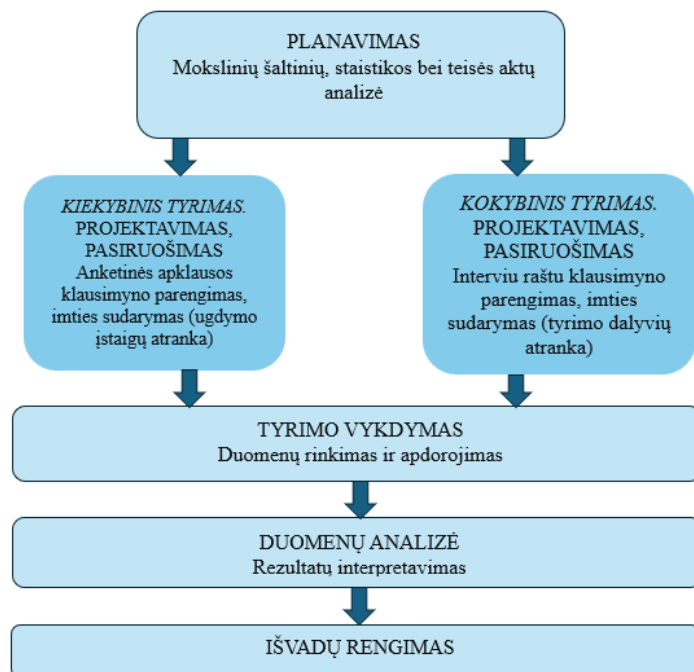 PLANAVIMAS
Mokslinių šaltinių, staistikos bei teisės aktų
analizė
KIEKYBINIS TYRIMAS.
PROJEKTAVIMAS,
PASIRUOŠIMAS
Anketinės apklausos
klausimyno parengimas,
imties sudarymas (ugdymo
įstaigų atranka)
KOKYBINIS TYRIMAS.
PROJEKTAVIMAS,
PASIRUOŠIMAS
Interviu raštu klausimyno
parengimas, imties
sudarymas (tyrimo dalyvių
atranka)
TYRIMO VYKDYMAS
Duomenų rinkimas ir apdorojimas
DUOMENŲ ANALIZĖ
Rezultatų interpretavimas
IŠVADŲ RENGIMAS